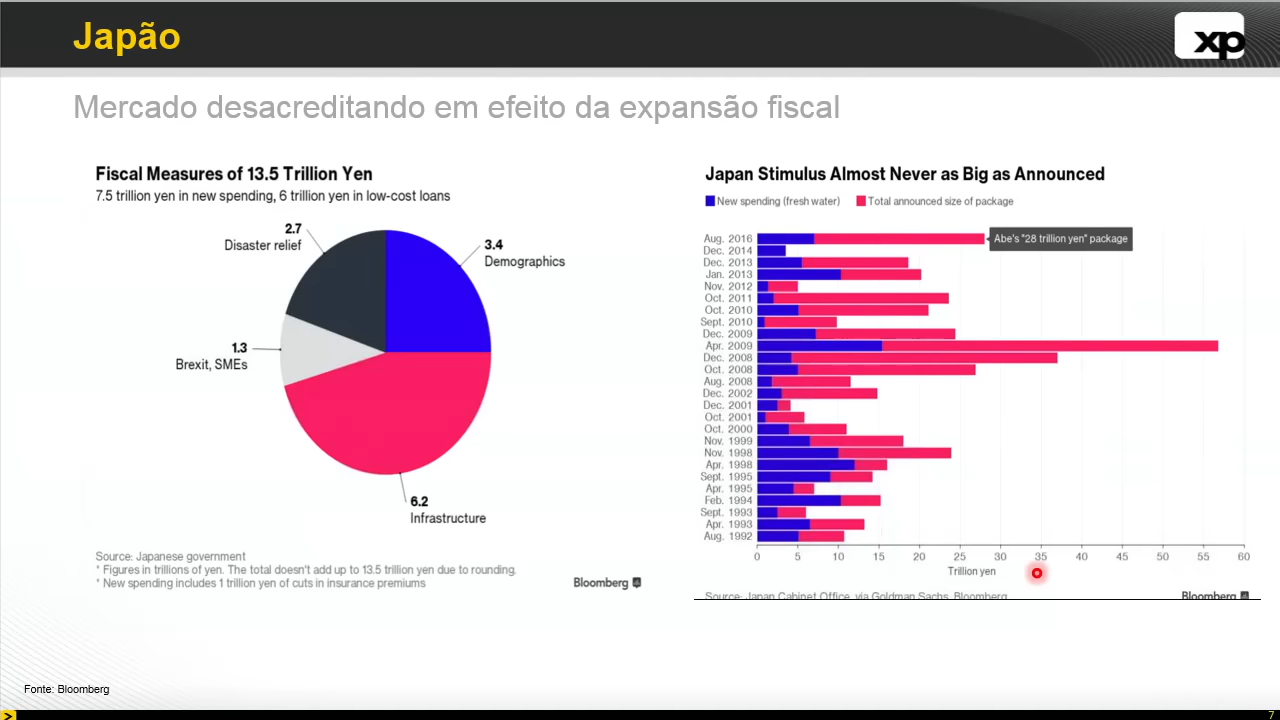 Japão
xp
Mercado desacreditando em efeito da expansão fiscal
Fiscal Measures of 13.5 Trillion Yen
7.5 trillion yen in new spending, 6 trillion yen in low-cost loans
2.7
Disaster relief
3.4
Demographics
1.3
Brexit, SMEs
6.2
Infrastructure
Source: Japanese government
* Figures in trillions of yen. The total doesn't add up to 13.5 trillion yen due to rounding.
* New spending includes 1 trillion yen of cuts in insurance premiums
Bloomberg
Japan Stimulus Almost Never as Big as Announced
New spending (fresh water) Total announced size of package
Aug. 2016
Abe's "28 trillion yen" package
Dec. 2014
Dec. 2013
Jan. 2013
Nov. 2012
Oct. 2011
Oct. 2010
Sept. 2010
Dec. 2009
Apr. 2009
Dec. 2008
Oct. 2008
Aug. 2008
Dec. 2002
Dec. 2001
Oct. 2001
Oct. 2000
Nov. 1999
Nov. 1998
Apr. 1998
Sept. 1995
Apr. 1995
Feb. 1994
Sept. 1993
Apr. 1993
Aug. 1992
0 5 10 15 20 25 30 35 40 45 50 55 60
Trillion yen
Source: Japan Cabinet Office, via Goldman Sachs, Bloomberg
Bloomberg
Fonte: Bloomberg
7